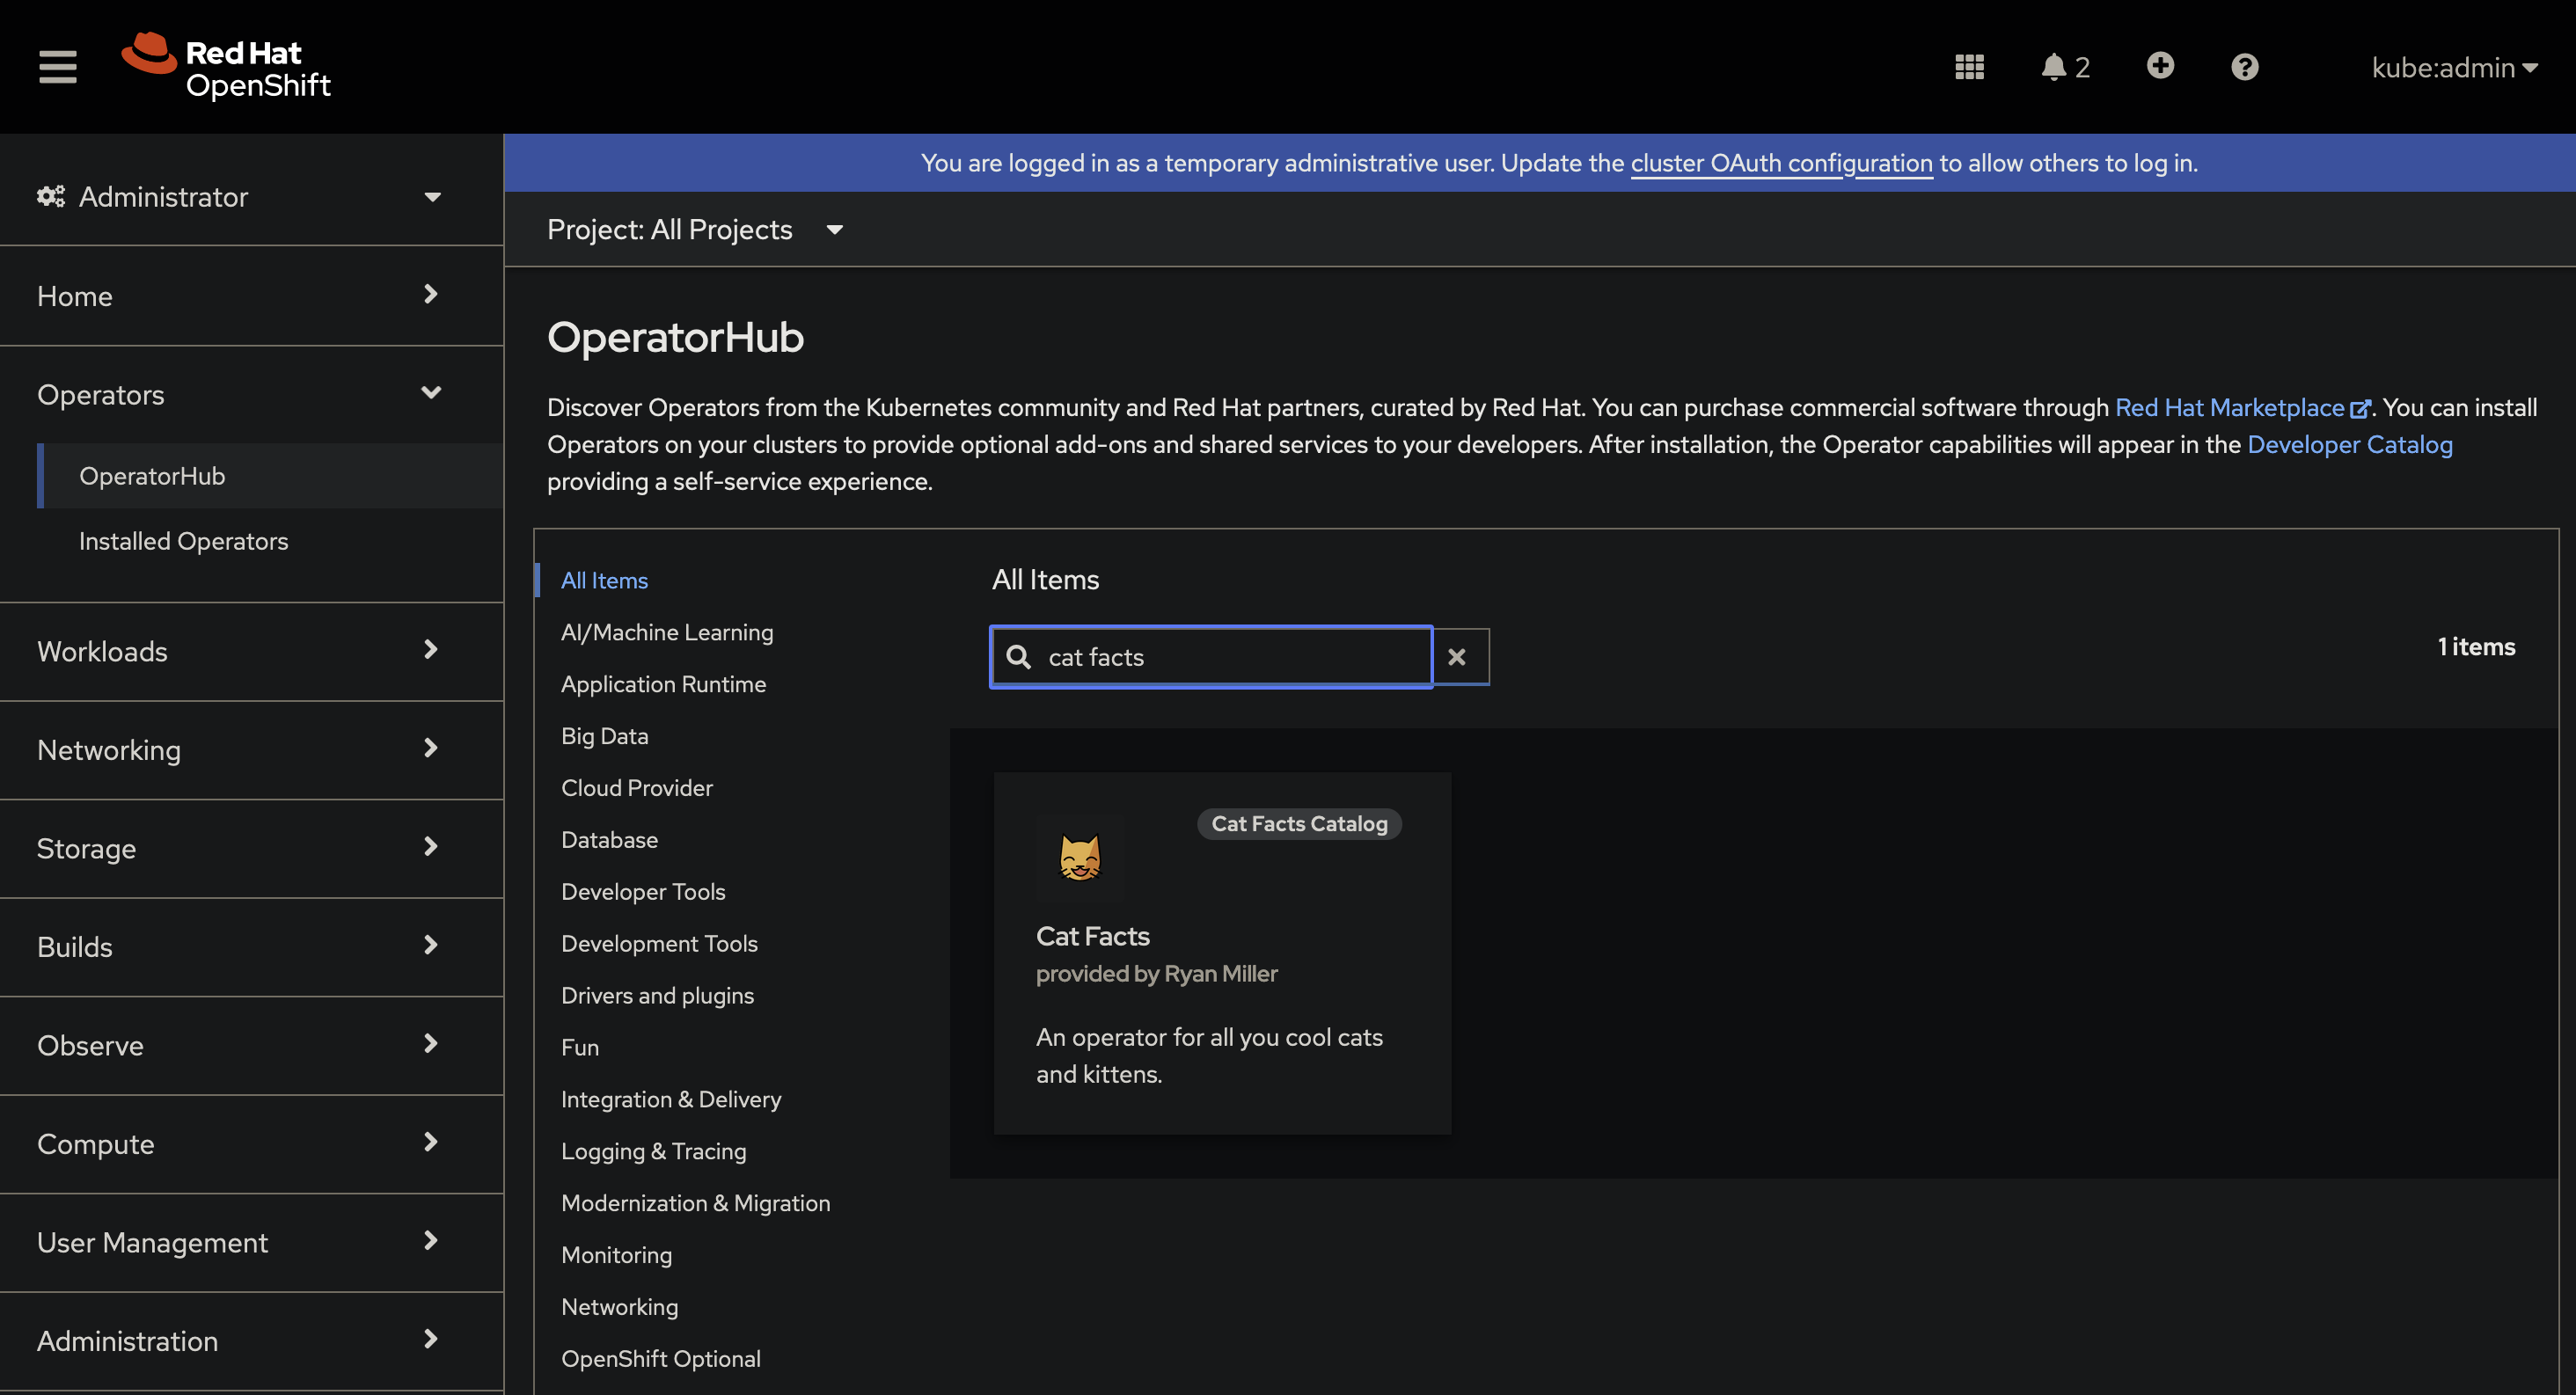 Red Hat
OpenShift
2
kube:admin
Administrator
Home
Operators
OperatorHub
Installed Operators
Workloads
Networking
Storage
Builds
Observe
Compute
User Management
Administration
You are logged in as a temporary administrative user. Update the cluster OAuth configuration to allow others to log in.
Project: All Projects
OperatorHub
Discover Operators from the Kubernetes community and Red Hat partners, curated by Red Hat. You can purchase commercial software through Red Hat Marketplace. You can install
Operators on your clusters to provide optional add-ons and shared services to your developers. After installation, the Operator capabilities will appear in the Developer Catalog
providing a self-service experience.
All Items
AI/Machine Learning
Application Runtime
Big Data
Cloud Provider
Database
Developer Tools
Development Tools
Drivers and plugins
Fun
Integration & Delivery
Logging & Tracing
Modernization & Migration
Monitoring
Networking
OpenShift Optional
All Items
cat facts
1 items
Cat Facts Catalog
Cat Facts
provided by Ryan Miller
An operator for all you cool cats
and kittens.